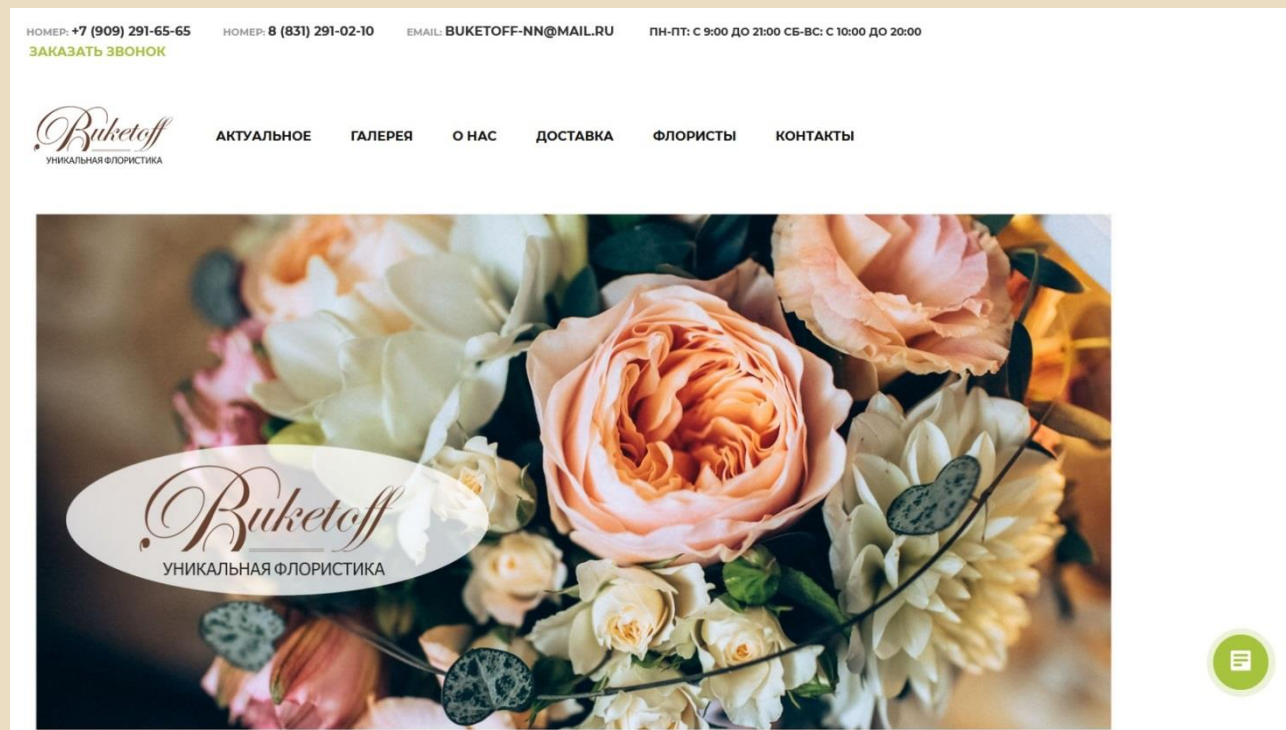 НОМЕР: +7 (909) 291-65-65 НОМЕР: 8 (831) 291-02-10 EMAIL: BUKETOFF-NN@MAIL.RU ПН-ПТ: С 9:00 ДО 21:00 СБ-ВС: С 10:00 ДО 20:00
ЗАКАЗАТЬ ЗВОНОК
Buketoff
УНИКАЛЬНАЯ ФЛОРИСТИКА
АКТУАЛЬНОЕ ГАЛЕРЕЯ О НАС ДОСТАВКА ФЛОРИСТЫ КОНТАКТЫ
Buketoff
УНИКАЛЬНАЯ ФЛОРИСТИКА